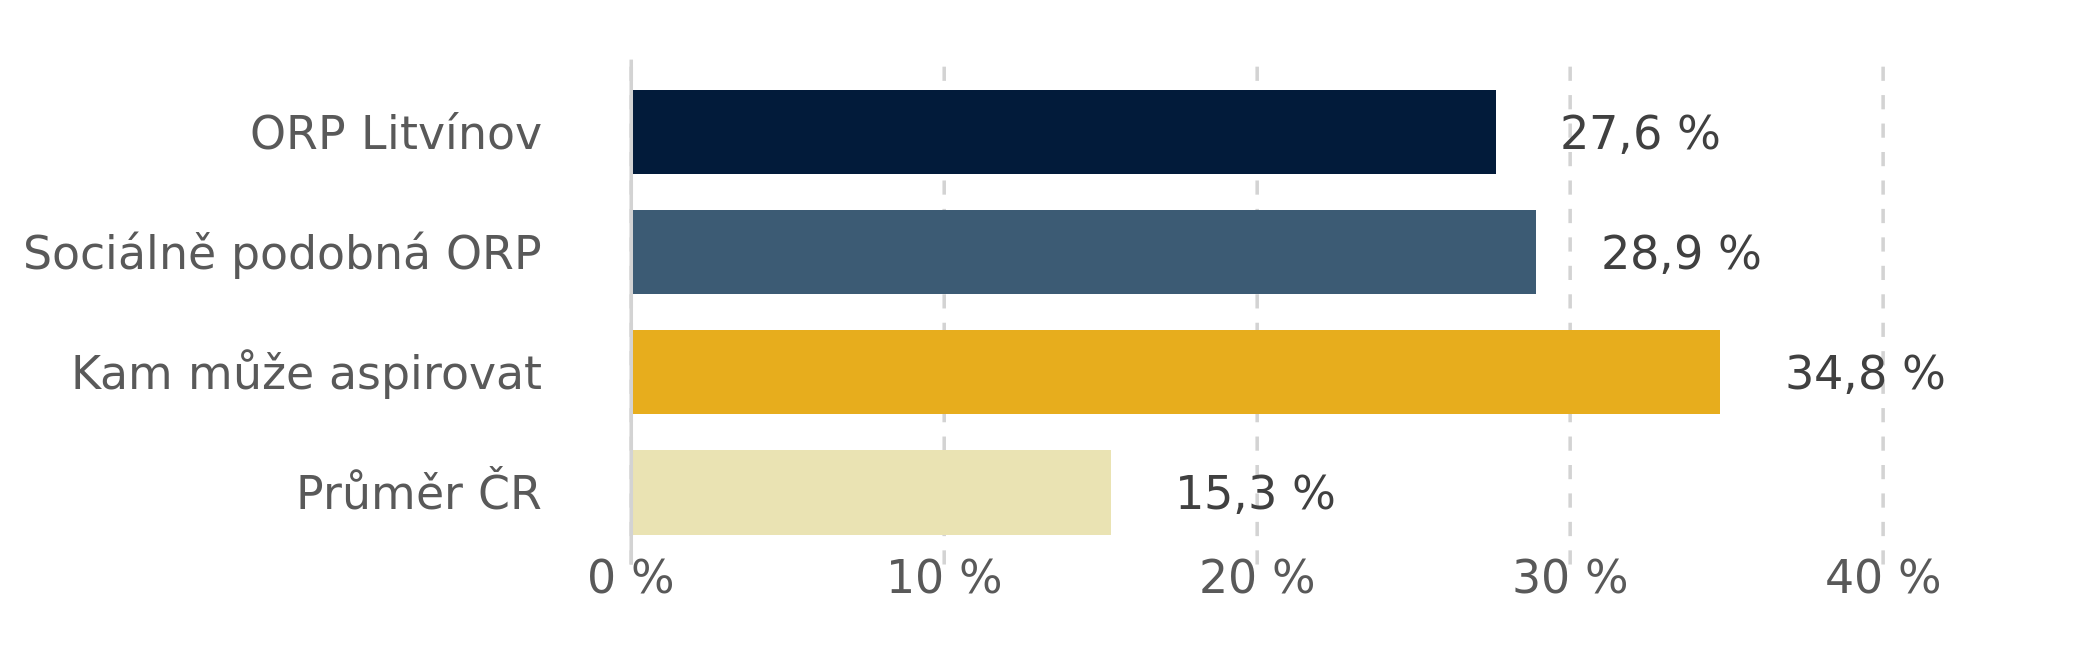 ORP Litvínov 27,6 %
Sociálně podobná ORP 28,9 %
Kam může aspirovat 34,8 %
Průměr ČR 15,3 %
0 % 10 % 20 % 30 % 40 %